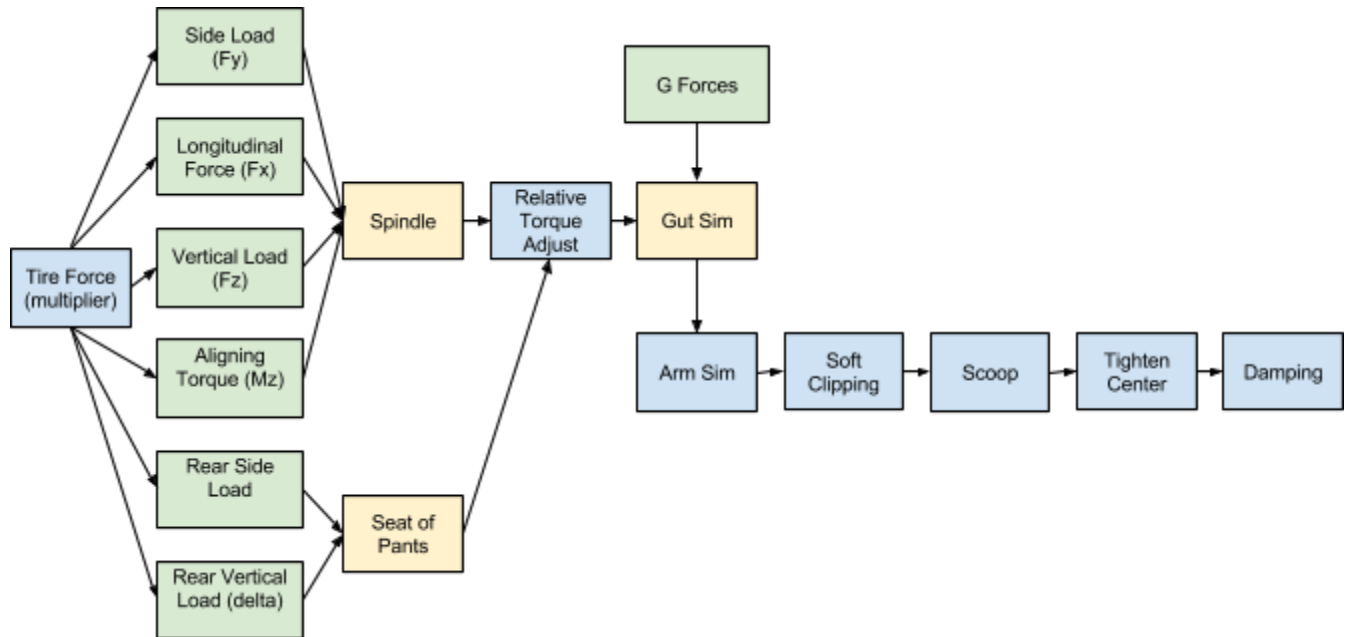 Side Load
(Fy)
G Forces
Longitudinal
Force (Fx)
Spindle
Relative
Torque
Adjust
Gut Sim
Tire Force
(multiplier)
Vertical Load
(Fz)
Aligning
Torque (Mz)
Arm Sim
Soft
Clipping
Scoop
Tighten
Center
Damping
Rear Side
Load
Seat of
Pants
Rear Vertical
Load (delta)